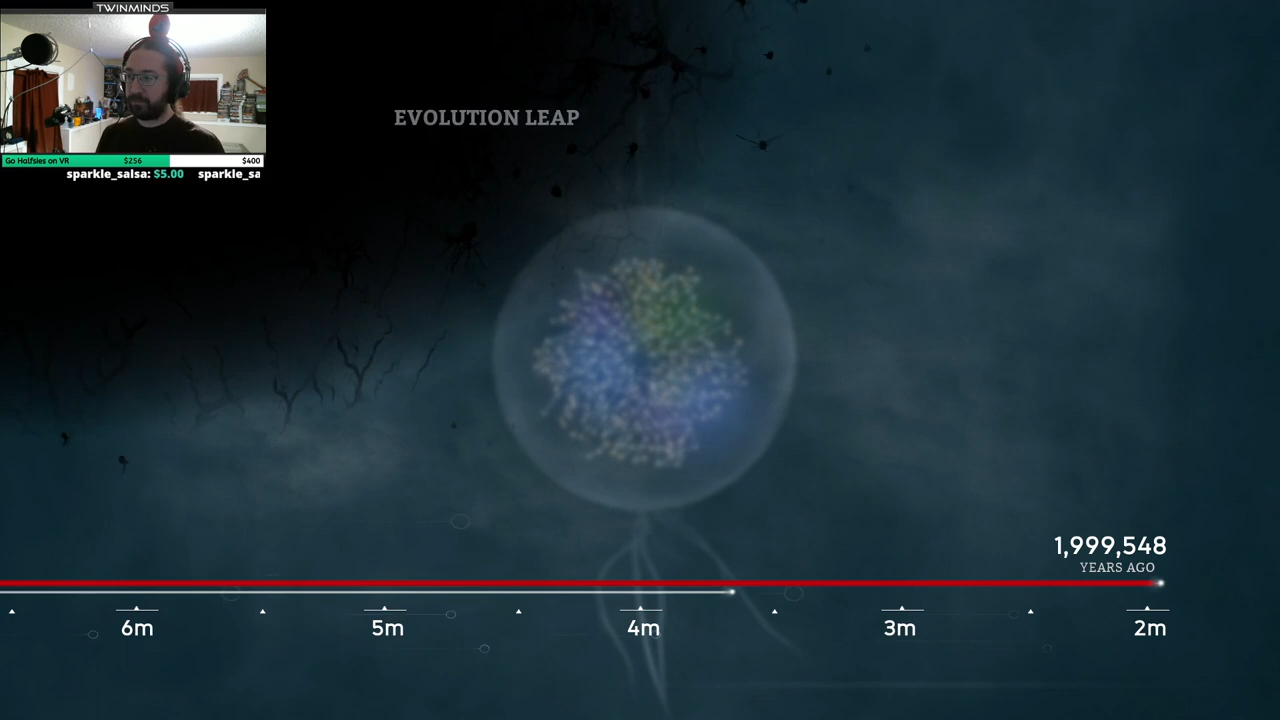 TWINMINDS
Go Halfsies on VR $256 $400
sparkle_salsa: $5.00 sparkle_sa
EVOLUTION LEAP
1,999,548
YEARS AGO
6m 5m 4m 3m 2m